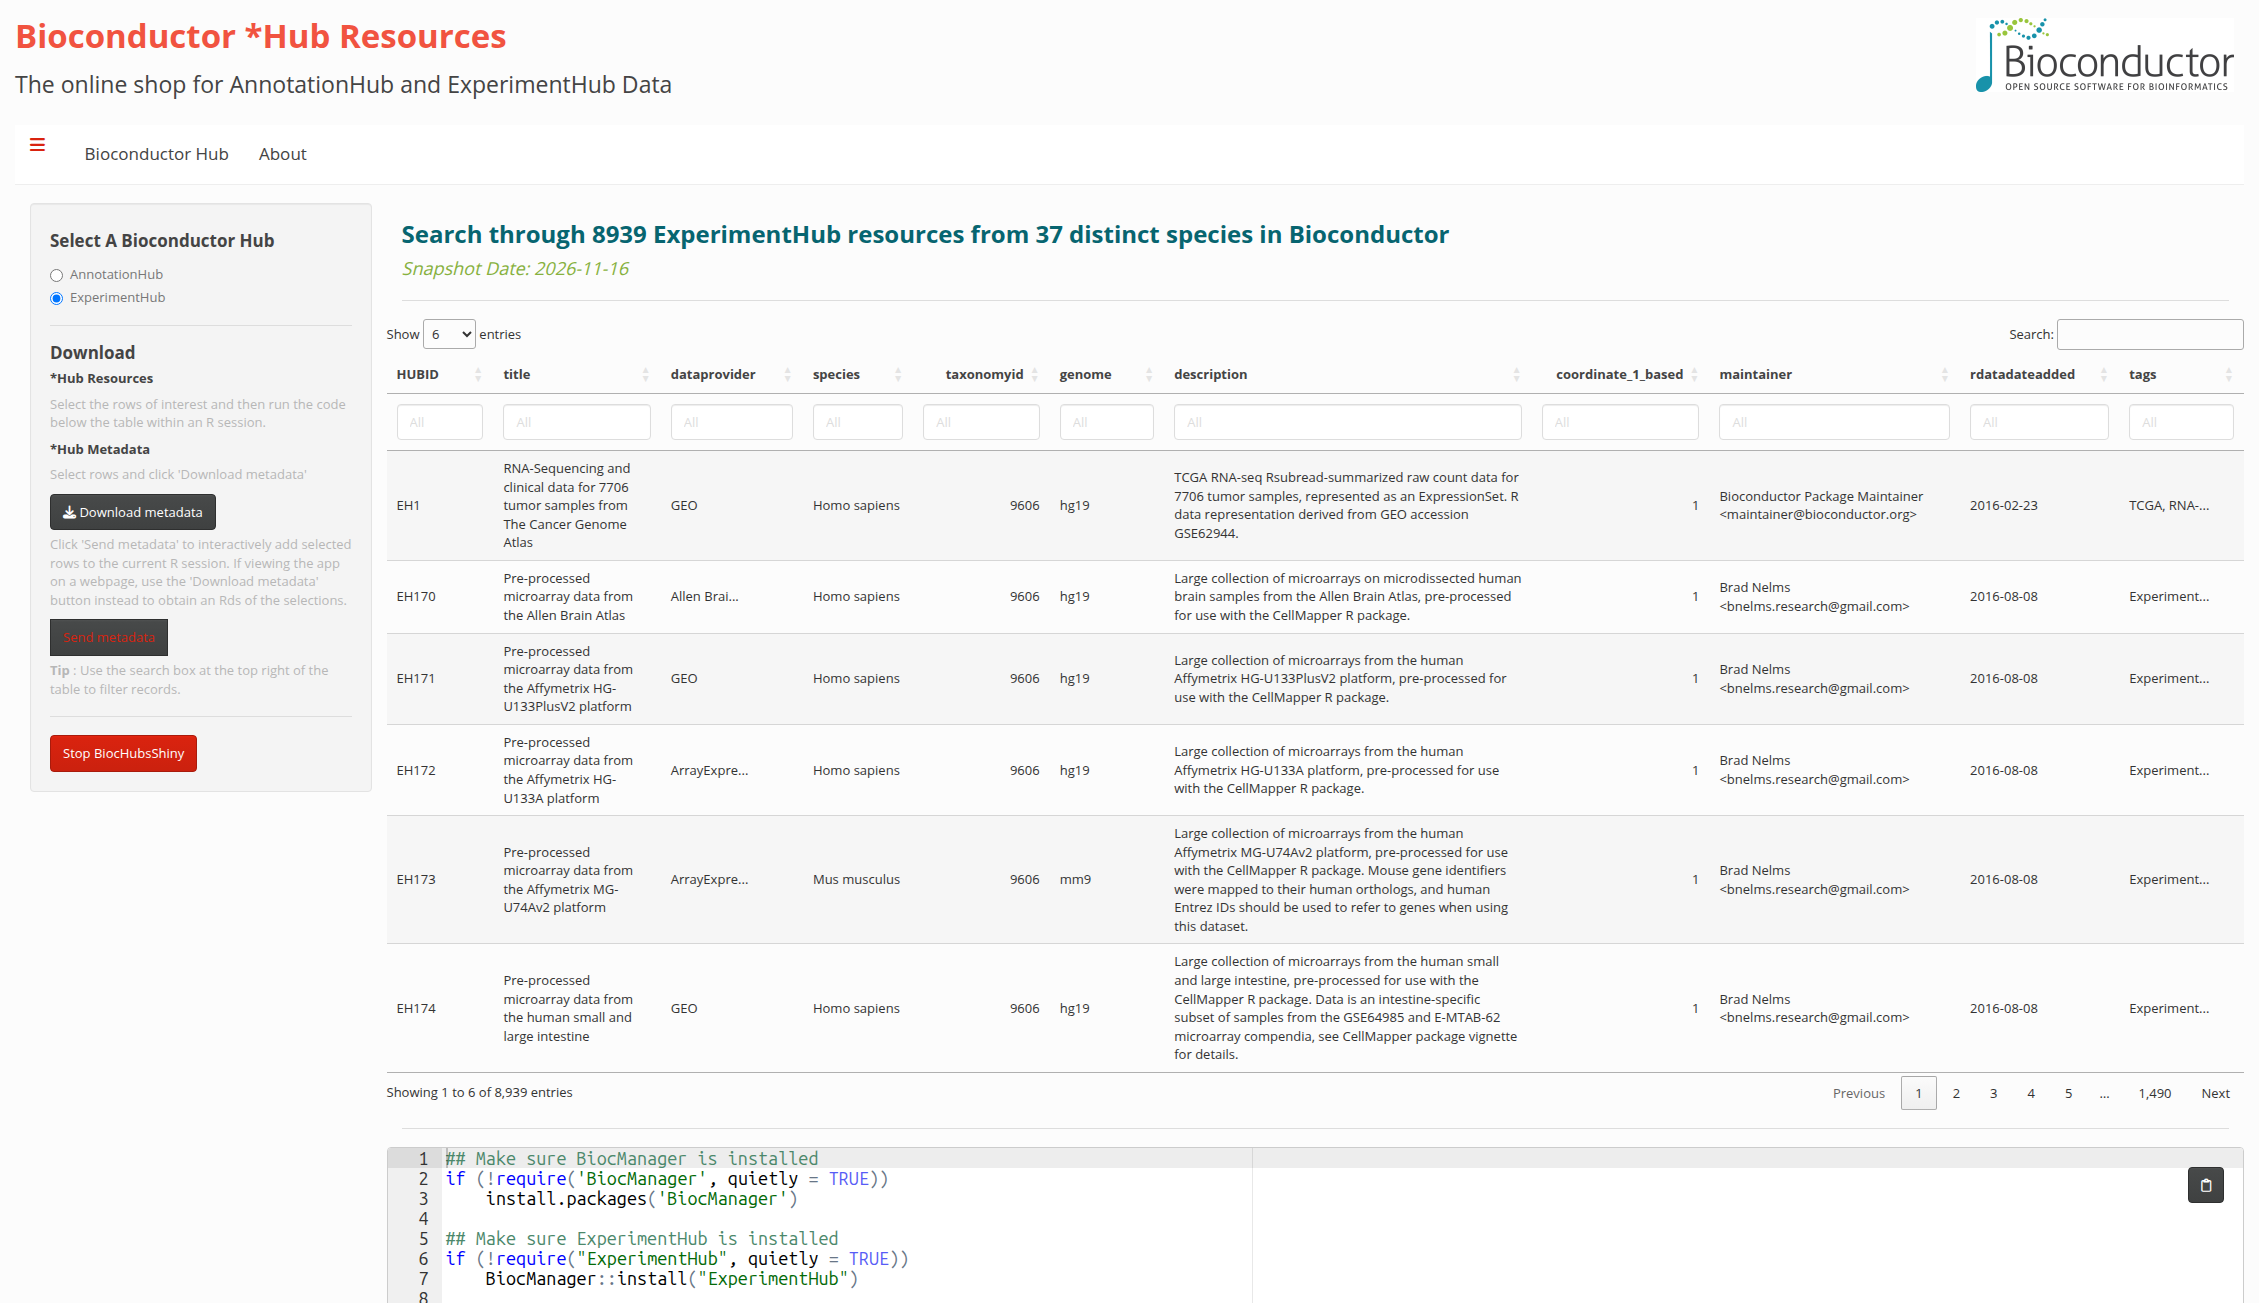 Bioconductor *Hub Resources
The online shop for AnnotationHub and ExperimentHub Data
Bioconductor
OPEN SOURCE SOFTWARE FOR BIOINFORMATICS
Bioconductor Hub About
Select A Bioconductor Hub
AnnotationHub
ExperimentHub
Download
*Hub Resources
Select the rows of interest and then run the code
below the table within an R session.
*Hub Metadata
Select rows and click 'Download metadata'
Download metadata
Click 'Send metadata' to interactively add selected
rows to the current R session. If viewing the app
on a webpage, use the 'Download metadata'
button instead to obtain an Rds of the selections.
Send metadata
Tip : Use the search box at the top right of the
table to filter records.
Stop BiocHubsShiny
Search through 8939 ExperimentHub resources from 37 distinct species in Bioconductor
Snapshot Date: 2026-11-16
Show 6 entries
Search:
HUBID title dataprovider species taxonomyid genome description coordinate_1_based maintainer rdatadateadded tags
All All All All All All All All All All All
EH1
RNA-Sequencing and
clinical data for 7706
tumor samples from
The Cancer Genome
Atlas
GEO
Homo sapiens
9606
hg19
TCGA RNA-seq Rsubread-summarized raw count data for
7706 tumor samples, represented as an ExpressionSet. R
data representation derived from GEO accession
GSE62944.
1
Bioconductor Package Maintainer
<maintainer@bioconductor.org>
2016-02-23
TCGA, RNA-...
EH170
Pre-processed
microarray data from
the Allen Brain Atlas
Allen Brai...
Homo sapiens
9606
hg19
Large collection of microarrays on microdissected human
brain samples from the Allen Brain Atlas, pre-processed
for use with the CellMapper R package.
1
Brad Nelms
<bnelms.research@gmail.com>
2016-08-08
Experiment...
EH171
Pre-processed
microarray data from
the Affymetrix HG-
U133PlusV2 platform
GEO
Homo sapiens
9606
hg19
Large collection of microarrays from the human
Affymetrix HG-U133PlusV2 platform, pre-processed for
use with the CellMapper R package.
1
Brad Nelms
<bnelms.research@gmail.com>
2016-08-08
Experiment...
EH172
Pre-processed
microarray data from
the Affymetrix HG-
U133A platform
ArrayExpre...
Homo sapiens
9606
hg19
Large collection of microarrays from the human
Affymetrix HG-U133A platform, pre-processed for use
with the CellMapper R package.
1
Brad Nelms
<bnelms.research@gmail.com>
2016-08-08
Experiment...
EH173
Pre-processed
microarray data from
the Affymetrix MG-
U74Av2 platform
ArrayExpre...
Mus musculus
9606
mm9
Large collection of microarrays from the human
Affymetrix MG-U74Av2 platform, pre-processed for use
with the CellMapper R package. Mouse gene identifiers
were mapped to their human orthologs, and human
Entrez IDs should be used to refer to genes when using
this dataset.
1
Brad Nelms
<bnelms.research@gmail.com>
2016-08-08
Experiment...
EH174
Pre-processed
microarray data from
the human small and
large intestine
GEO
Homo sapiens
9606
hg19
Large collection of microarrays from the human small
and large intestine, pre-processed for use with the
CellMapper R package. Data is an intestine-specific
subset of samples from the GSE64985 and E-MTAB-62
microarray compendia, see CellMapper package vignette
for details.
1
Brad Nelms
<bnelms.research@gmail.com>
2016-08-08
Experiment...
Showing 1 to 6 of 8,939 entries
Previous 1 2 3 4 5 ... 1,490 Next
1 ## Make sure BiocManager is installed
2 if (!require('BiocManager', quietly = TRUE))
3     install.packages('BiocManager')
4
5 ## Make sure ExperimentHub is installed
6 if (!require("ExperimentHub", quietly = TRUE))
7     BiocManager::install("ExperimentHub")
8